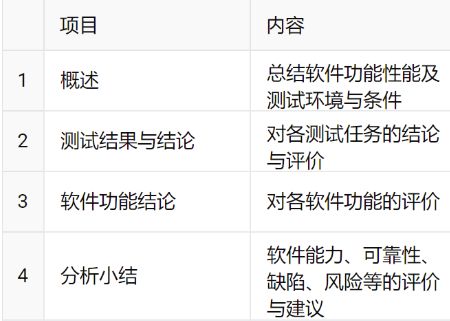 项目 内容
1 概述 总结软件功能性能及
测试环境与条件
2 测试结果与结论 对各测试任务的结论
与评价
3 软件功能结论 对各软件功能的评价
4 分析小结 软件能力、可靠性、
缺陷、风险等的评价
与建议